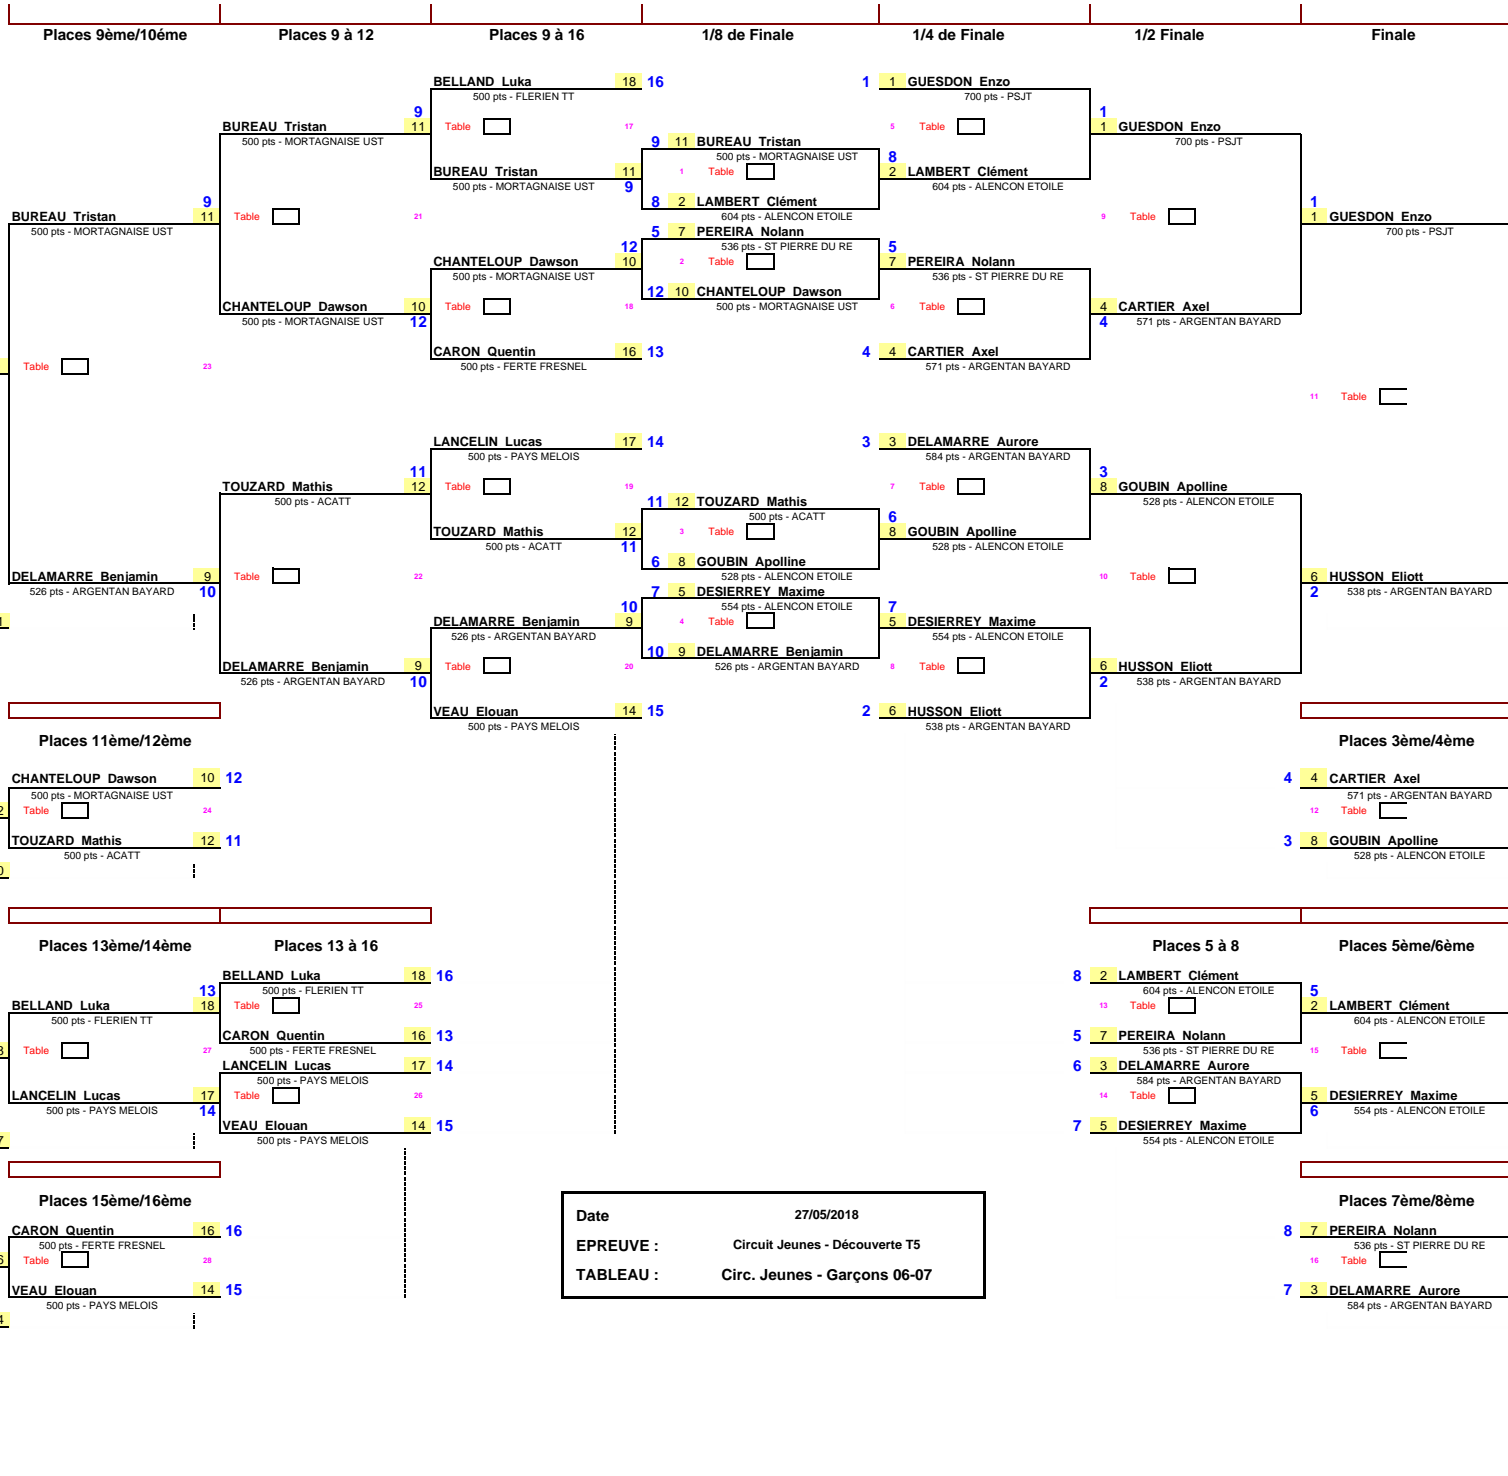 Places 9ème/10éme Places 9 à 12 Places 9 à 16 1/8 de Finale 1/4 de Finale 1/2 Finale Finale
BELLAND Luka 18 16 1 1 GUESDON Enzo
500 pts - FLERIEN TT 700 pts - PSJT
9 1
BUREAU Tristan 11 Table 17 5 Table 1 GUESDON Enzo
500 pts - MORTAGNAISE UST 9 11 BUREAU Tristan 700 pts - PSJT
500 pts - MORTAGNAISE UST 8
BUREAU Tristan 11 1 Table 2 LAMBERT Clément
500 pts - MORTAGNAISE UST 9 604 pts - ALENCON ETOILE
9 8 2 LAMBERT Clément 1
BUREAU Tristan 11 Table 21 604 pts - ALENCON ETOILE 9 Table 1 GUESDON Enzo
500 pts - MORTAGNAISE UST 5 7 PEREIRA Nolann 700 pts - PSJT
12 536 pts - ST PIERRE DU RE 5
CHANTELOUP Dawson 10 2 Table 7 PEREIRA Nolann
500 pts - MORTAGNAISE UST 536 pts - ST PIERRE DU RE
12 10 CHANTELOUP Dawson
CHANTELOUP Dawson 10 Table 18 500 pts - MORTAGNAISE UST 6 Table 4 CARTIER Axel
500 pts - MORTAGNAISE UST 12 4 571 pts - ARGENTAN BAYARD
CARON Quentin 16 13 4 4 CARTIER Axel
Table 23 500 pts - FERTE FRESNEL 571 pts - ARGENTAN BAYARD
11 Table
LANCELIN Lucas 17 14 3 3 DELAMARRE Aurore
500 pts - PAYS MELOIS 584 pts - ARGENTAN BAYARD
11 3
TOUZARD Mathis 12 Table 19 7 Table 8 GOUBIN Apolline
500 pts - ACATT 11 12 TOUZARD Mathis 528 pts - ALENCON ETOILE
500 pts - ACATT 6
TOUZARD Mathis 12 3 Table 8 GOUBIN Apolline
500 pts - ACATT 11 528 pts - ALENCON ETOILE
6 8 GOUBIN Apolline
DELAMARRE Benjamin 9 Table 22 528 pts - ALENCON ETOILE 10 Table 6 HUSSON Eliott
526 pts - ARGENTAN BAYARD 10 7 5 DESIERREY Maxime 2 538 pts - ARGENTAN BAYARD
10 554 pts - ALENCON ETOILE 7
DELAMARRE Benjamin 9 4 Table 5 DESIERREY Maxime
526 pts - ARGENTAN BAYARD 554 pts - ALENCON ETOILE
10 9 DELAMARRE Benjamin
DELAMARRE Benjamin 9 Table 20 526 pts - ARGENTAN BAYARD 8 Table 6 HUSSON Eliott
526 pts - ARGENTAN BAYARD 10 2 538 pts - ARGENTAN BAYARD
VEAU Elouan 14 15 2 6 HUSSON Eliott
500 pts - PAYS MELOIS 538 pts - ARGENTAN BAYARD
Places 11ème/12ème Places 3ème/4ème
CHANTELOUP Dawson 10 12 4 4 CARTIER Axel
500 pts - MORTAGNAISE UST 571 pts - ARGENTAN BAYARD
Table 24 12 Table
TOUZARD Mathis 12 11 3 8 GOUBIN Apolline
500 pts - ACATT 528 pts - ALENCON ETOILE
Places 13ème/14ème Places 13 à 16 Places 5 à 8 Places 5ème/6ème
BELLAND Luka 18 16 8 2 LAMBERT Clément
13 500 pts - FLERIEN TT 604 pts - ALENCON ETOILE 5
BELLAND Luka 18 Table 25 13 Table 2 LAMBERT Clément
500 pts - FLERIEN TT 604 pts - ALENCON ETOILE
CARON Quentin 16 13 5 7 PEREIRA Nolann
Table 27 500 pts - FERTE FRESNEL 536 pts - ST PIERRE DU RE 15 Table
LANCELIN Lucas 17 14 6 3 DELAMARRE Aurore
500 pts - PAYS MELOIS 584 pts - ARGENTAN BAYARD
LANCELIN Lucas 17 Table 26 14 Table 5 DESIERREY Maxime
500 pts - PAYS MELOIS 14 6 554 pts - ALENCON ETOILE
VEAU Elouan 14 15 7 5 DESIERREY Maxime
500 pts - PAYS MELOIS 554 pts - ALENCON ETOILE
Places 15ème/16ème Places 7ème/8ème
Date 27/05/2018
CARON Quentin 16 16 8 7 PEREIRA Nolann
500 pts - FERTE FRESNEL EPREUVE : Circuit Jeunes - Découverte T5 536 pts - ST PIERRE DU RE
Table 28 16 Table
TABLEAU : Circ. Jeunes - Garçons 06-07
VEAU Elouan 14 15 7 3 DELAMARRE Aurore
500 pts - PAYS MELOIS 584 pts - ARGENTAN BAYARD